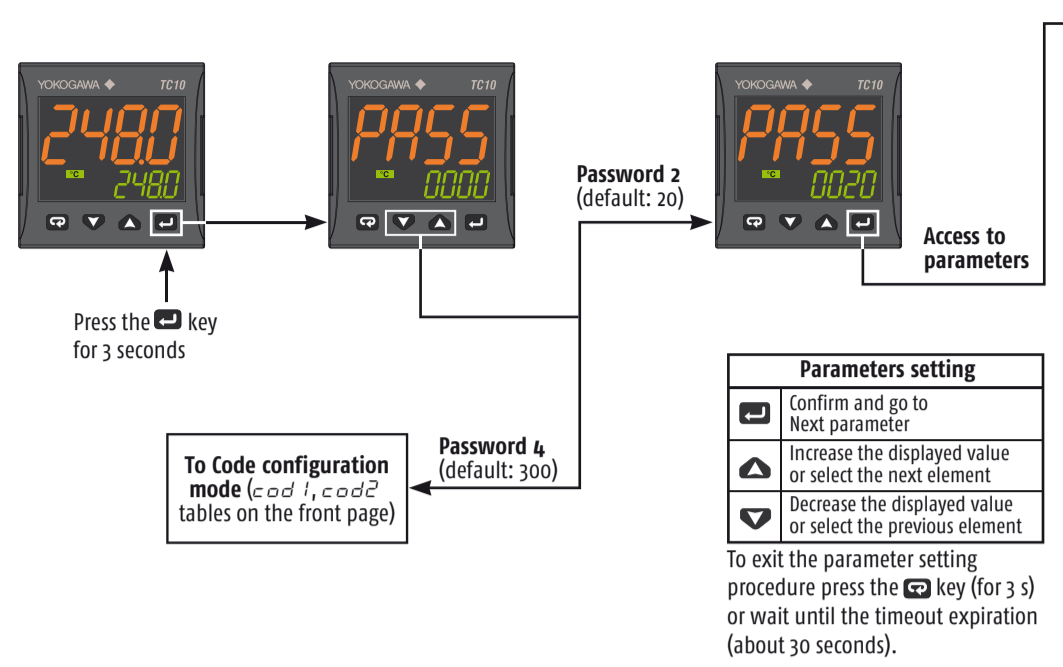 YOKOGAWA TC10
248.0
°C
248.0
YOKOGAWA TC10
PASS
°C
0000
YOKOGAWA TC10
PASS
°C
0020
Password 2
(default: 20)
Access to
parameters
Press the key
for 3 seconds
To Code configuration
mode (cod1, cod2
tables on the front page)
Password 4
(default: 300)
Parameters setting
Confirm and go to
Next parameter
Increase the displayed value
or select the next element
Decrease the displayed value
or select the previous element
To exit the parameter setting
procedure press the key (for 3 s)
or wait until the timeout expiration
(about 30 seconds).